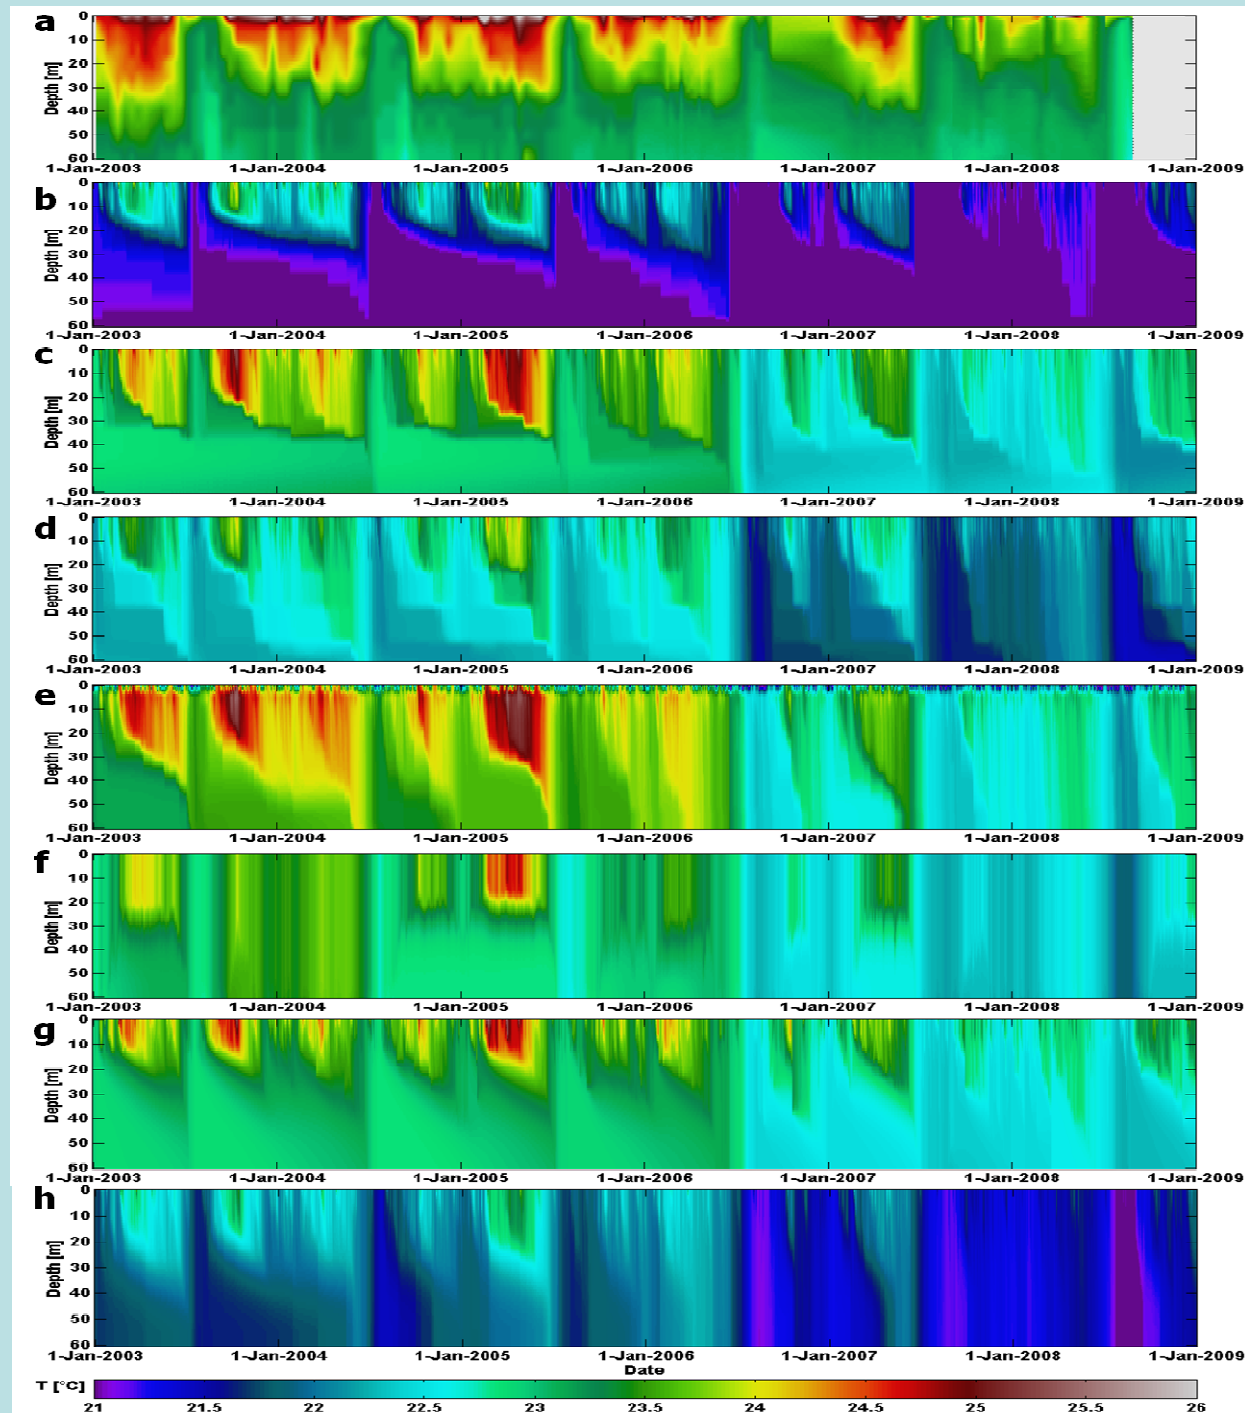 a
0
10
20
30
40
50
60
Depth [m]
1-Jan-2003 1-Jan-2004 1-Jan-2005 1-Jan-2006 1-Jan-2007 1-Jan-2008 1-Jan-2009
b
0
10
20
30
40
50
60
Depth [m]
1-Jan-2003 1-Jan-2004 1-Jan-2005 1-Jan-2006 1-Jan-2007 1-Jan-2008 1-Jan-2009
c
0
10
20
30
40
50
60
Depth [m]
1-Jan-2003 1-Jan-2004 1-Jan-2005 1-Jan-2006 1-Jan-2007 1-Jan-2008 1-Jan-2009
d
0
10
20
30
40
50
60
Depth [m]
1-Jan-2003 1-Jan-2004 1-Jan-2005 1-Jan-2006 1-Jan-2007 1-Jan-2008 1-Jan-2009
e
0
10
20
30
40
50
60
Depth [m]
1-Jan-2003 1-Jan-2004 1-Jan-2005 1-Jan-2006 1-Jan-2007 1-Jan-2008 1-Jan-2009
f
0
10
20
30
40
50
60
Depth [m]
1-Jan-2003 1-Jan-2004 1-Jan-2005 1-Jan-2006 1-Jan-2007 1-Jan-2008 1-Jan-2009
g
0
10
20
30
40
50
60
Depth [m]
1-Jan-2003 1-Jan-2004 1-Jan-2005 1-Jan-2006 1-Jan-2007 1-Jan-2008 1-Jan-2009
h
0
10
20
30
40
50
60
Depth [m]
1-Jan-2003 1-Jan-2004 1-Jan-2005 1-Jan-2006 1-Jan-2007 1-Jan-2008 1-Jan-2009
Date
T [°C]
21 21.5 22 22.5 23 23.5 24 24.5 25 25.5 26